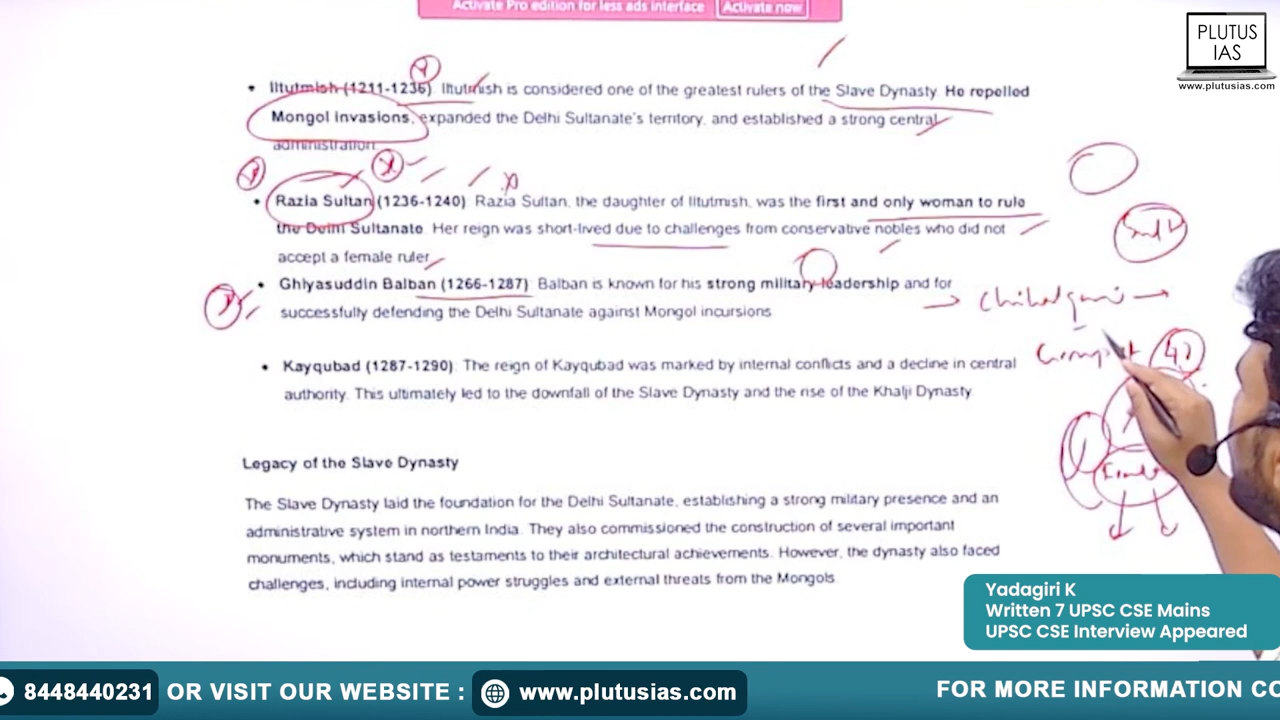 Activate Pro edition for less ads interface Activate now
PLUTUS
IAS
www.plutusias.com
• Iltutmish (1211-1236). Iltutmish is considered one of the greatest rulers of the Slave Dynasty. He repelled
Mongol invasions, expanded the Delhi Sultanate's territory, and established a strong central
administration
• Razia Sultan (1236-1240) Razia Sultan, the daughter of Iltutmish, was the first and only woman to rule
the Delhi Sultanate. Her reign was short-lived due to challenges from conservative nobles who did not
accept a female ruler
• Ghiyasuddin Balban (1266-1287) Balban is known for his strong military leadership and for
successfully defending the Delhi Sultanate against Mongol incursions
Chihalgani
40
• Kayqubad (1287-1290) The reign of Kayqubad was marked by internal conflicts and a decline in central
authority. This ultimately led to the downfall of the Slave Dynasty and the rise of the Khalji Dynasty
Legacy of the Slave Dynasty
The Slave Dynasty laid the foundation for the Delhi Sultanate, establishing a strong military presence and an
administrative system in northern India. They also commissioned the construction of several important
monuments, which stand as testaments to their architectural achievements. However, the dynasty also faced
challenges, including internal power struggles and external threats from the Mongols
Yadagiri K
Written 7 UPSC CSE Mains
UPSC CSE Interview Appeared
8448440231 OR VISIT OUR WEBSITE : www.plutusias.com
FOR MORE INFORMATION CO